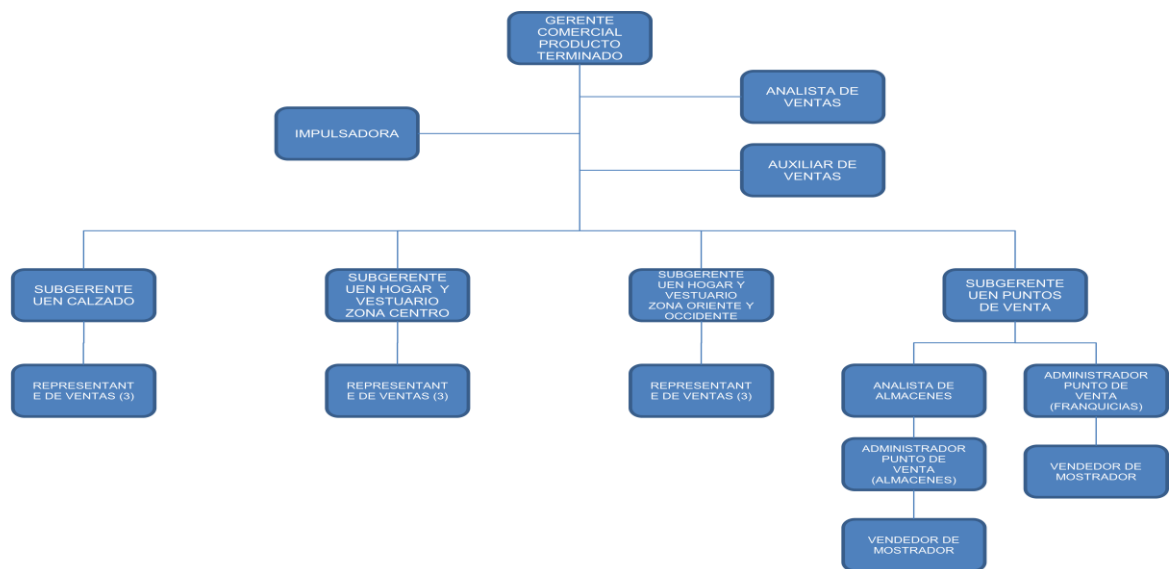 GERENTE
COMERCIAL
PRODUCTO
TERMINADO
ANALISTA DE
VENTAS
IMPULSADORA
AUXILIAR DE
VENTAS
SUBGERENTE
UEN CALZADO
SUBGERENTE
UEN HOGAR Y
VESTUARIO
ZONA CENTRO
SUBGERENTE
UEN HOGAR Y
VESTUARIO
ZONA ORIENTE Y
OCCIDENTE
SUBGERENTE
UEN PUNTOS
DE VENTA
REPRESENTANT
E DE VENTAS (3)
REPRESENTANT
E DE VENTAS (3)
REPRESENTANT
E DE VENTAS (3)
ANALISTA DE
ALMACENES
ADMINISTRADOR
PUNTO DE
VENTA
(FRANQUICIAS)
ADMINISTRADOR
PUNTO DE
VENTA
(ALMACENES)
VENDEDOR DE
MOSTRADOR
VENDEDOR DE
MOSTRADOR